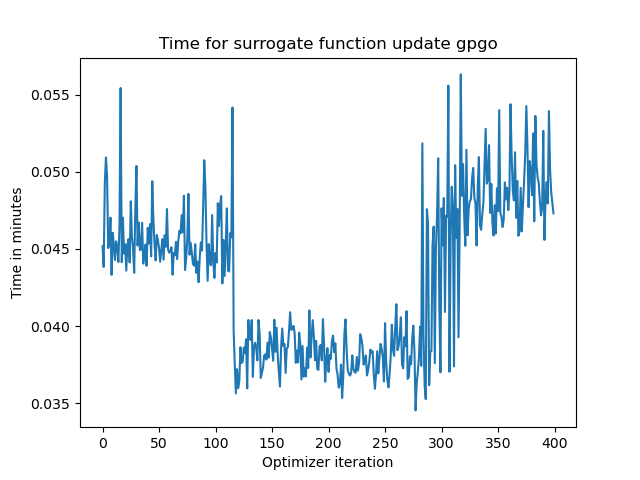 Time for surrogate function update gpgo
Time in minutes
0.055
0.050
0.045
0.040
0.035
0 50 100 150 200 250 300 350 400
Optimizer iteration